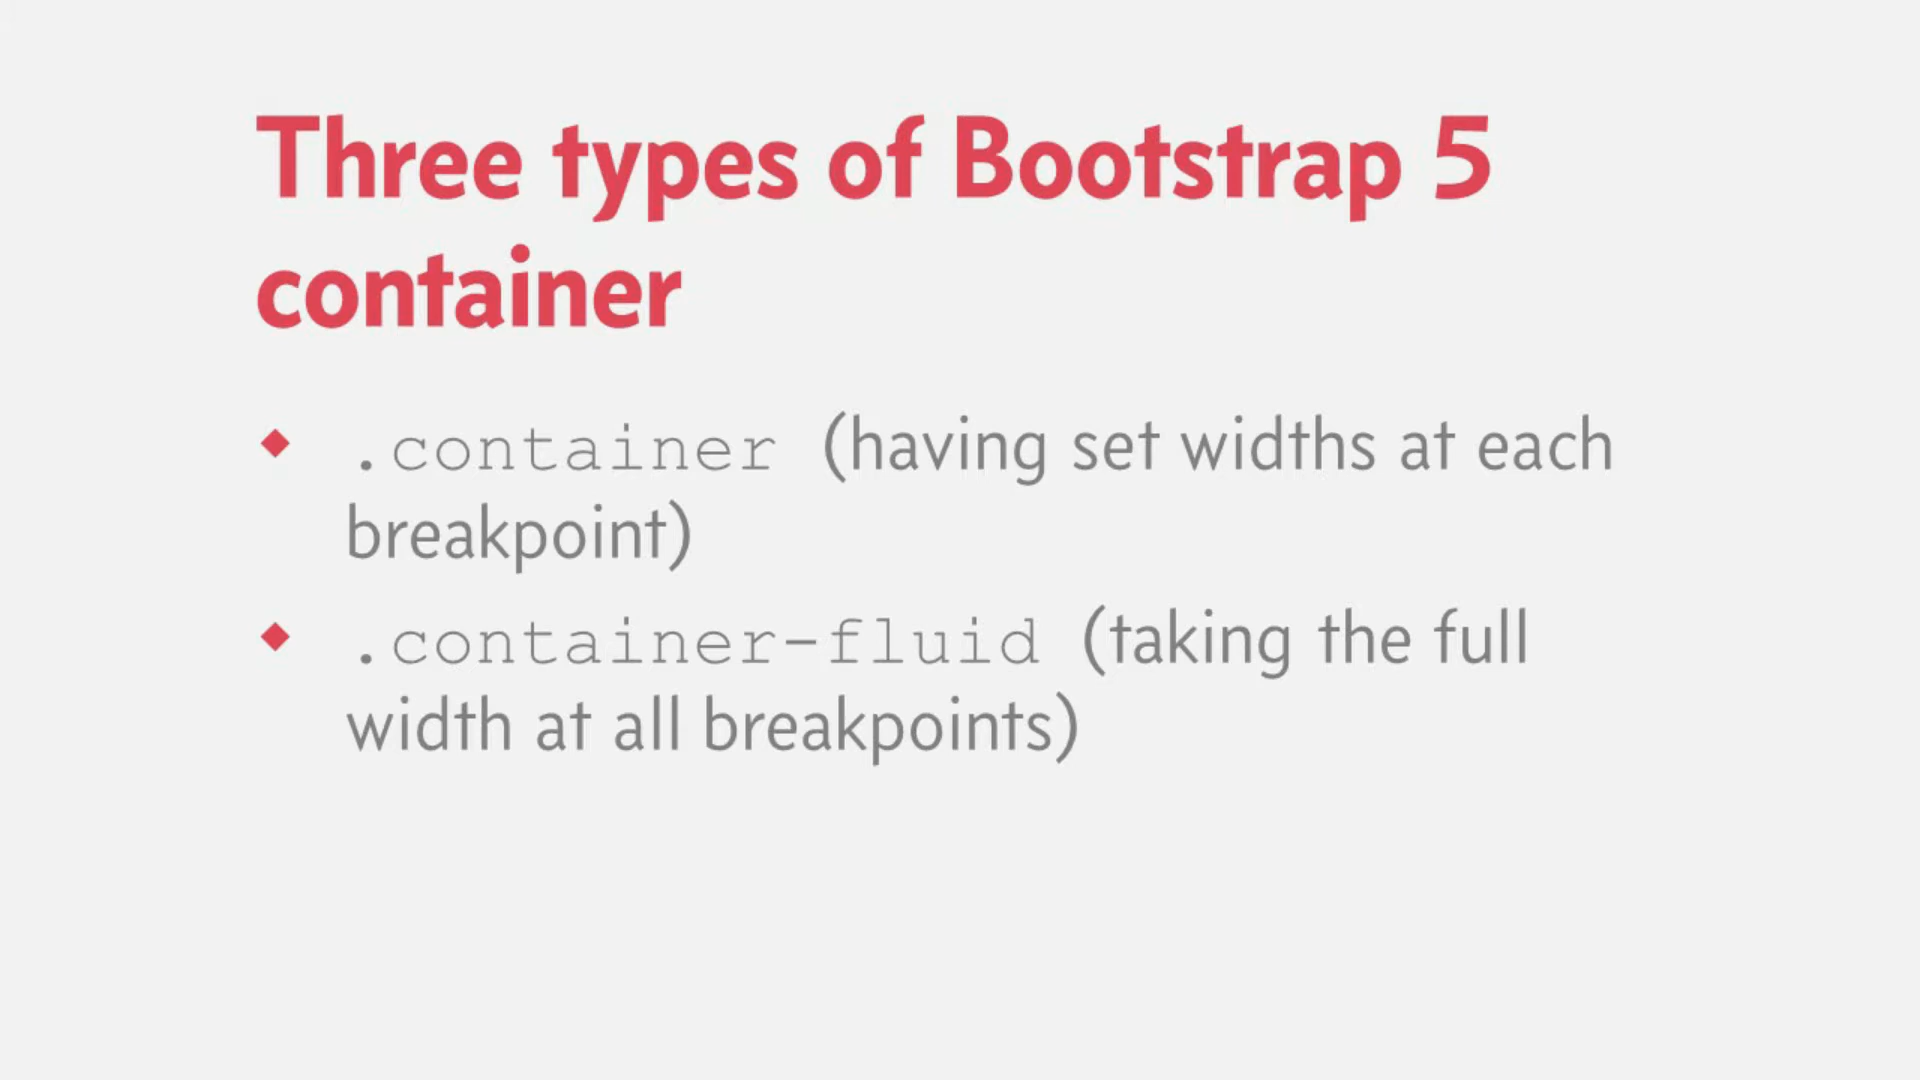 Three types of Bootstrap 5
container
.container (having set widths at each
breakpoint)
.container-fluid (taking the full
width at all breakpoints)